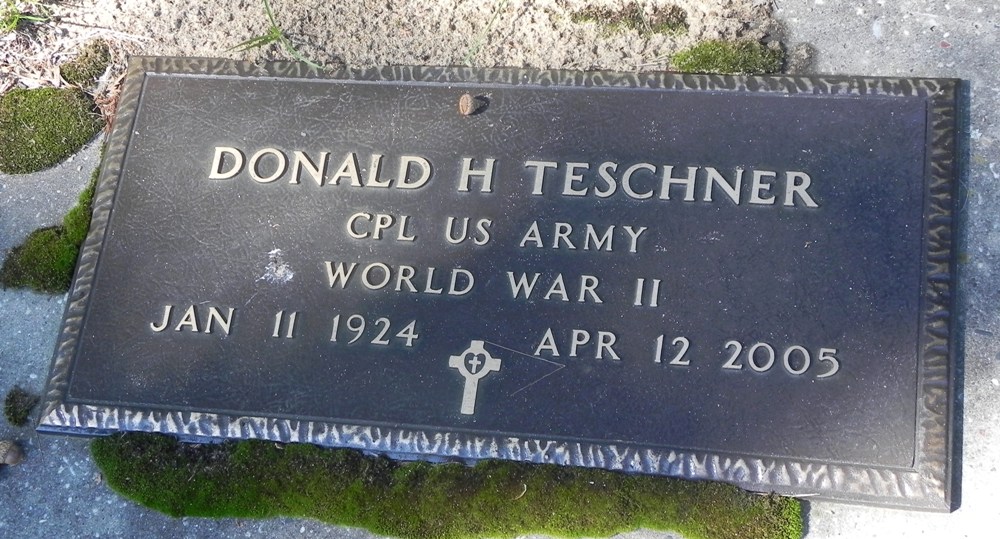 DONALD H TESCHNER
CPL US ARMY
WORLD WAR II
JAN 11 1924 APR 12 2005